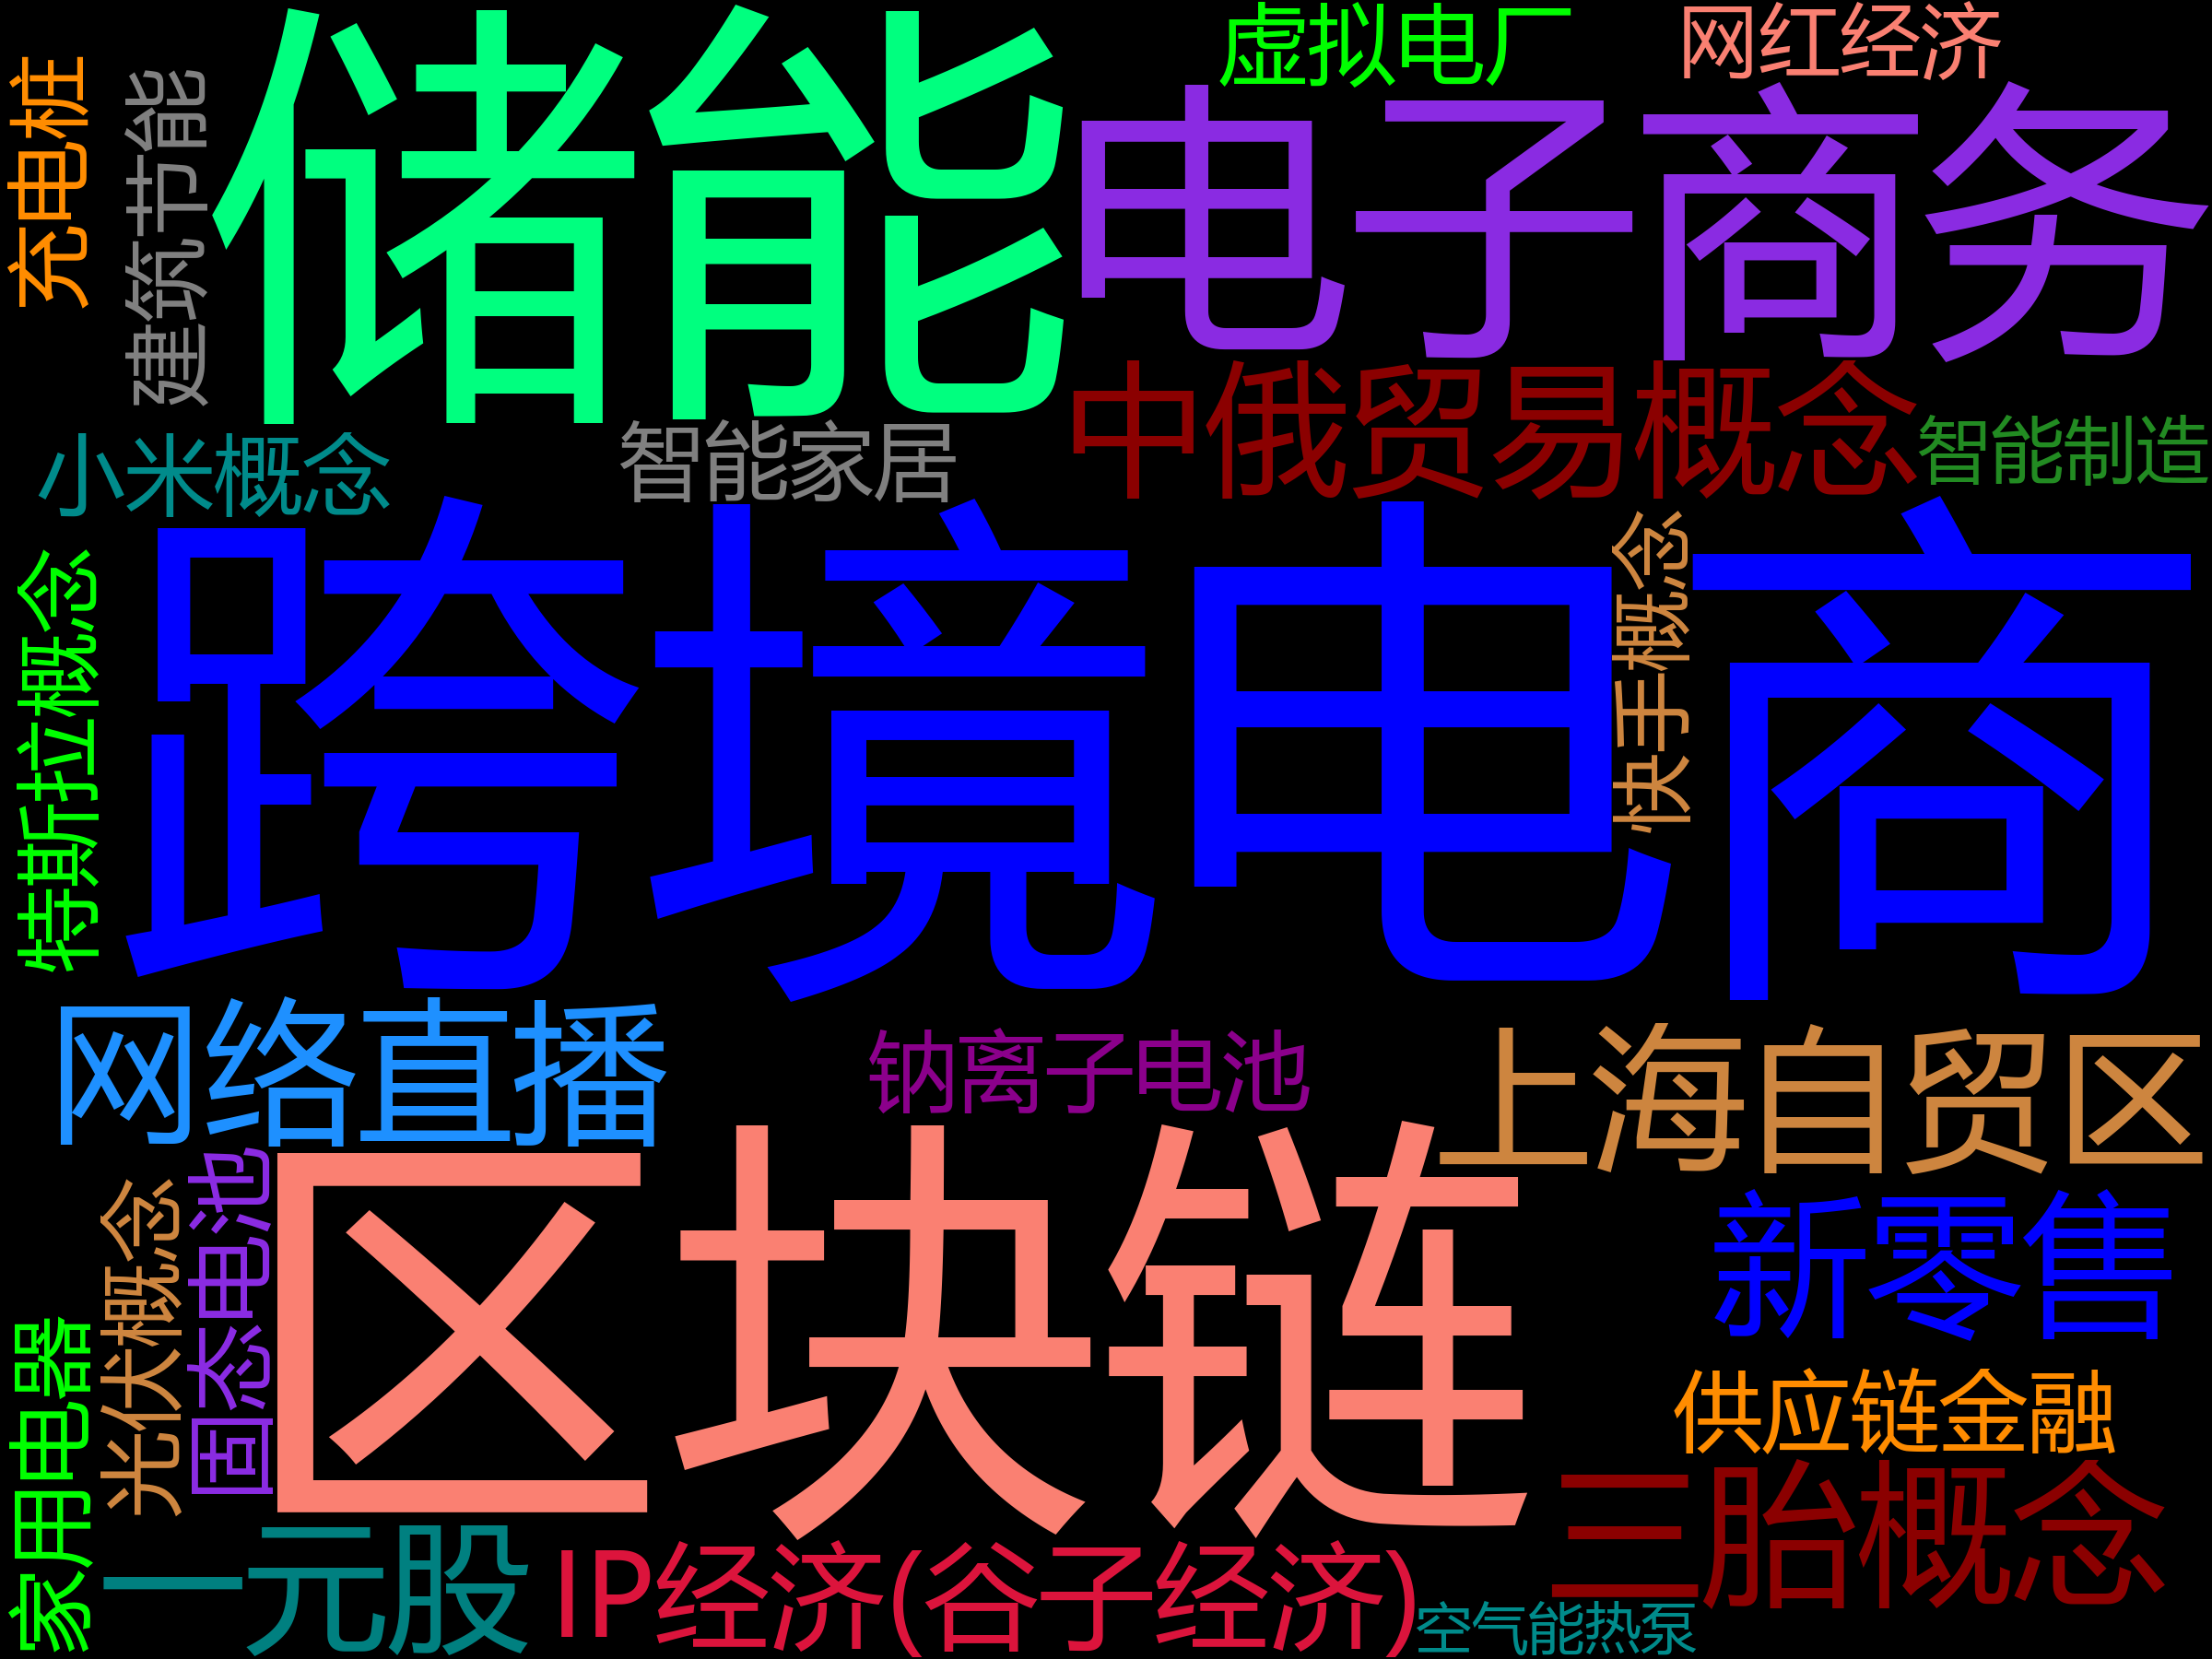 虚拟电厂
网红经济
充电桩
建筑节能
储能
电子商务
中俄贸易概念
智能制造
小米概念
智能家居
跨境电商
快手概念
特斯拉概念
网络直播
钠离子电池
上海自贸区
区块链
新零售
固态电池
光伏概念
家用电器
供应链金融
三胎概念
一元股
IP经济(谷子经济)
空气能热泵